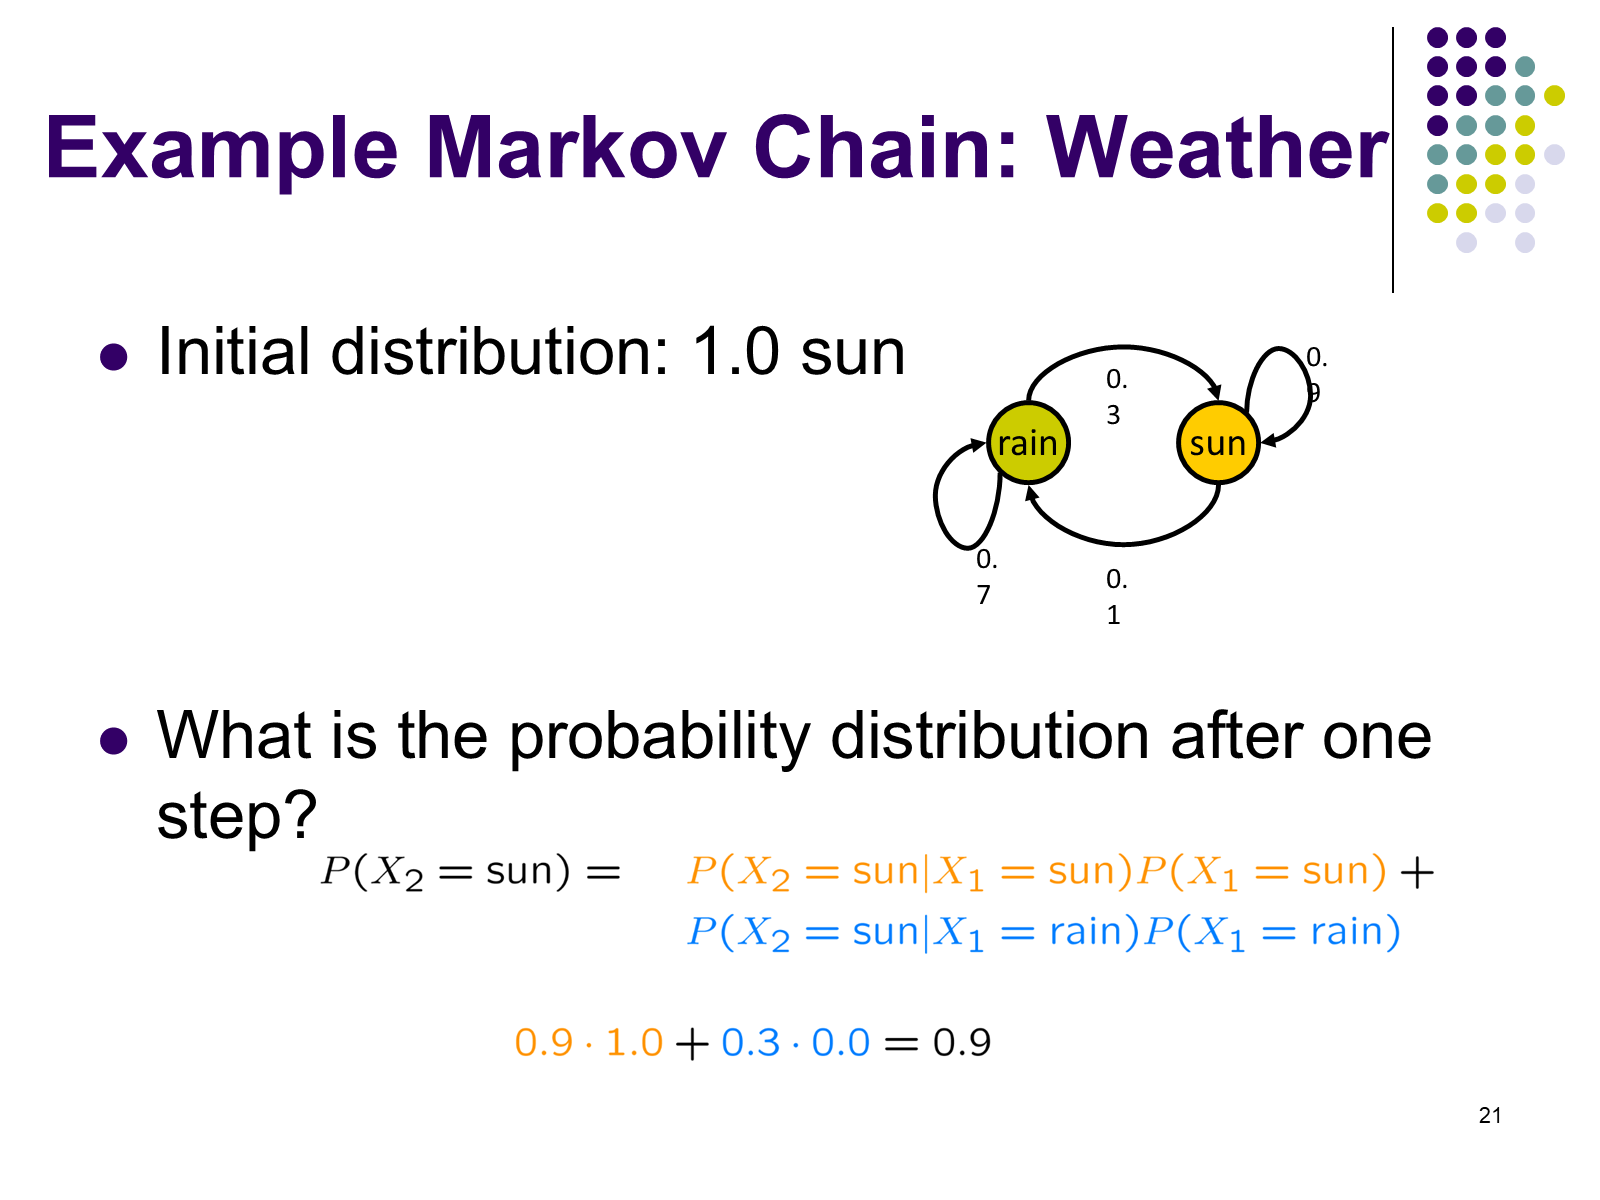 Example Markov Chain: Weather
● Initial distribution: 1.0 sun
0.
9
0.
3
rain
sun
0.
7
0.
1
● What is the probability distribution after one
step?
P(X₂ = sun) = P(X₂ = sun|X₁ = sun)P(X₁ = sun) +
P(X₂ = sun|X₁ = rain)P(X₁ = rain)
0.9 · 1.0 + 0.3 · 0.0 = 0.9
21